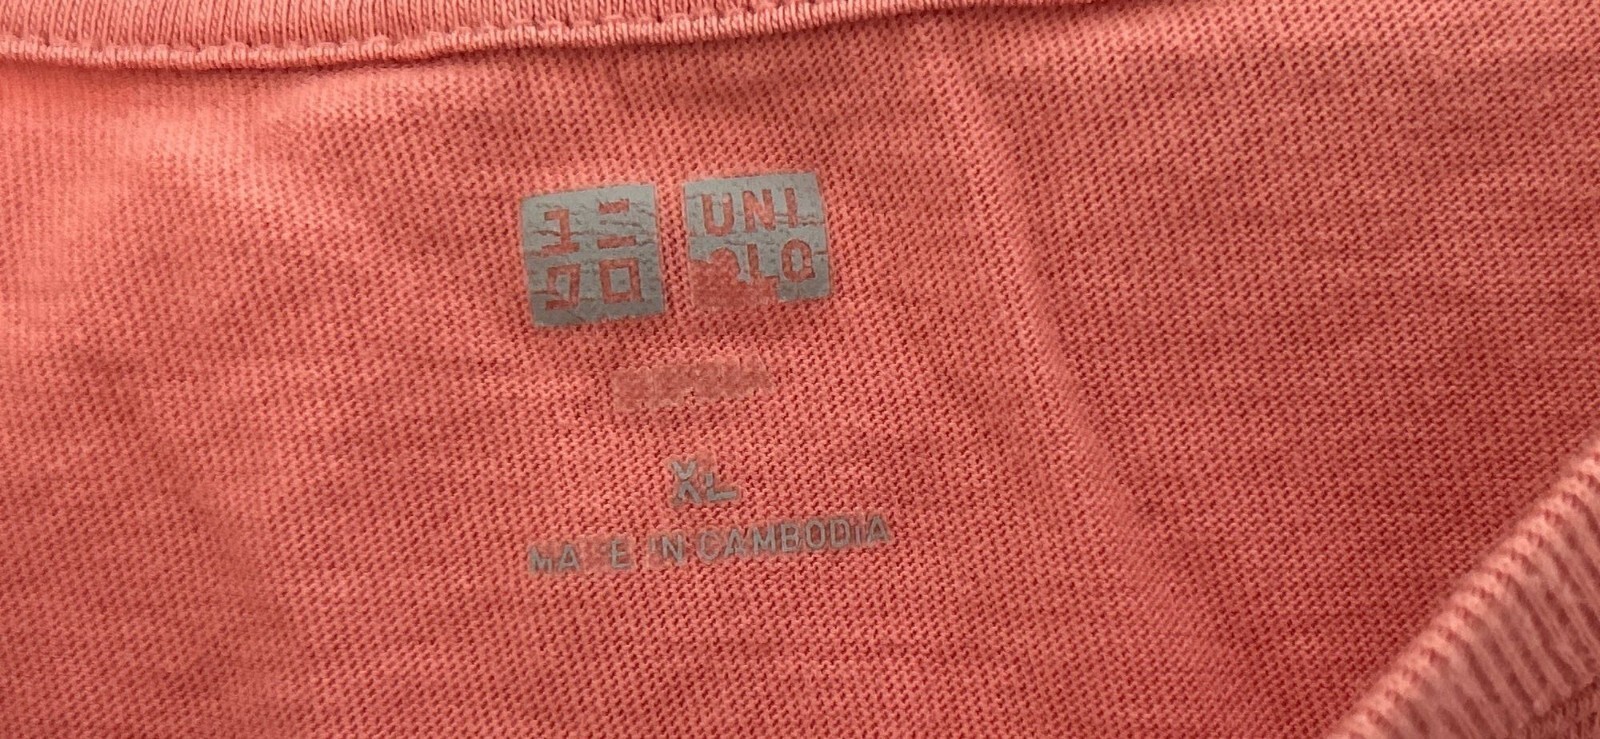 ユニ UNI
クロ QLO
XL
MADE IN CAMBODIA